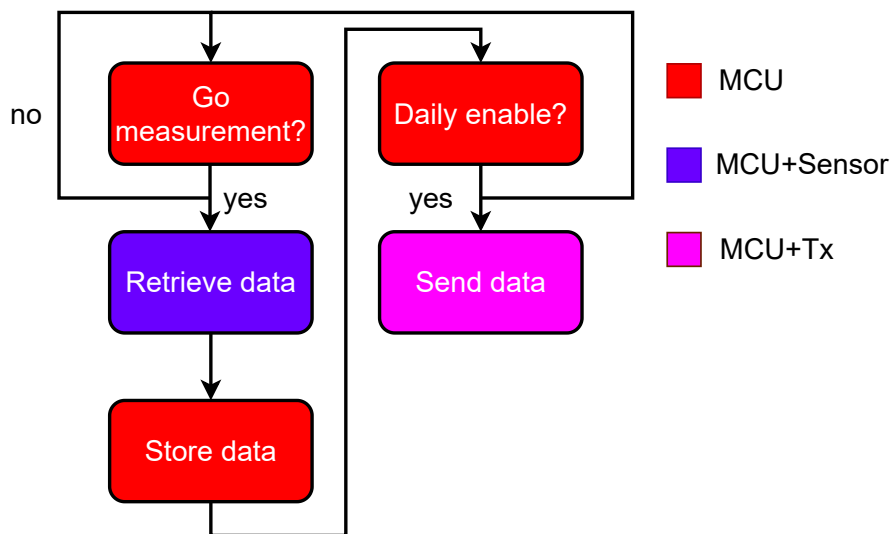 no
Go
measurement?
yes
Retrieve data
Store data
Daily enable?
yes
Send data
MCU
MCU+Sensor
MCU+Tx